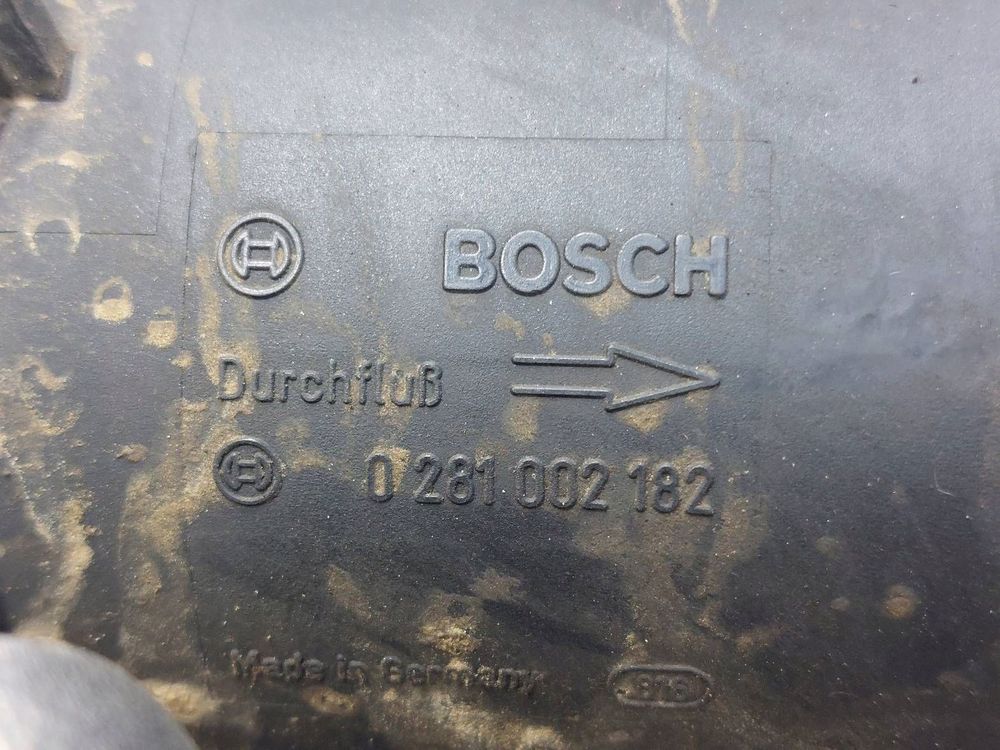 BOSCH
Durchfluß
0 281 002 182
Made in Germany